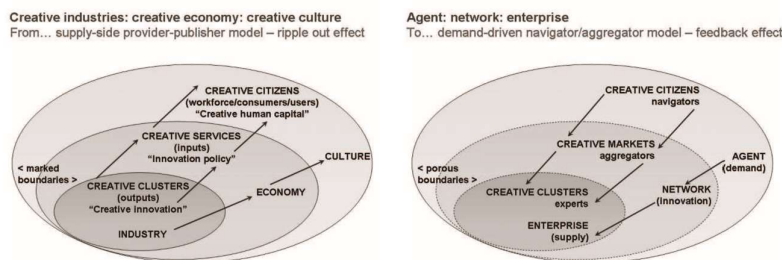 Creative industries: creative economy: creative culture
From... supply-side provider-publisher model – ripple out effect
CREATIVE CITIZENS
(workforce/consumers/users)
“Creative human capital”
CREATIVE SERVICES
(inputs)
“Innovation policy”
CULTURE
< marked
boundaries >
CREATIVE CLUSTERS
(outputs)
“Creative innovation”
ECONOMY
INDUSTRY
Agent: network: enterprise
To... demand-driven navigator/aggregator model – feedback effect
CREATIVE CITIZENS
navigators
CREATIVE MARKETS
aggregators
AGENT
(demand)
< porous
boundaries >
CREATIVE CLUSTERS
experts
NETWORK
(innovation)
ENTERPRISE
(supply)